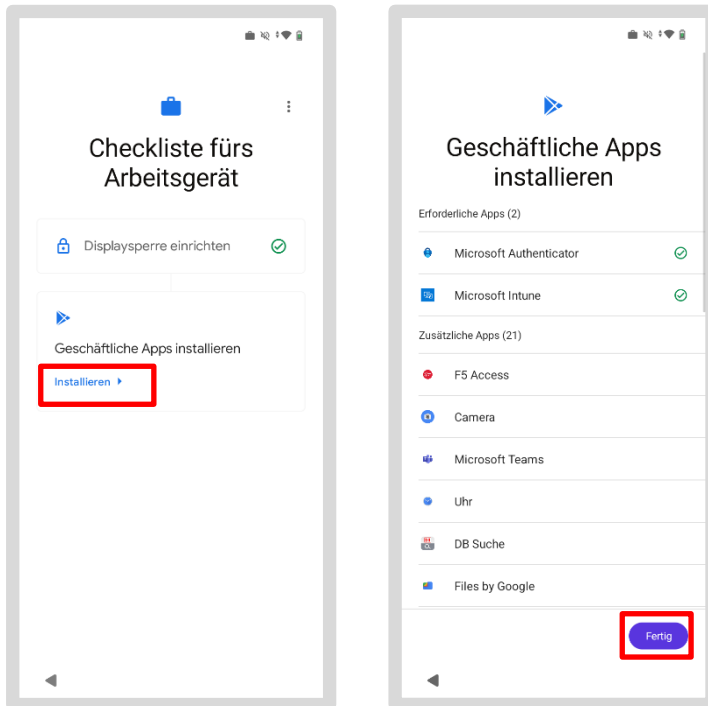 Checkliste fürs
Arbeitsgerät
Displaysperre einrichten
Geschäftliche Apps installieren
Installieren
Geschäftliche Apps
installieren
Erforderliche Apps (2)
Microsoft Authenticator
Microsoft Intune
Zusätzliche Apps (21)
F5 Access
Camera
Microsoft Teams
Uhr
DB Suche
Files by Google
Fertig